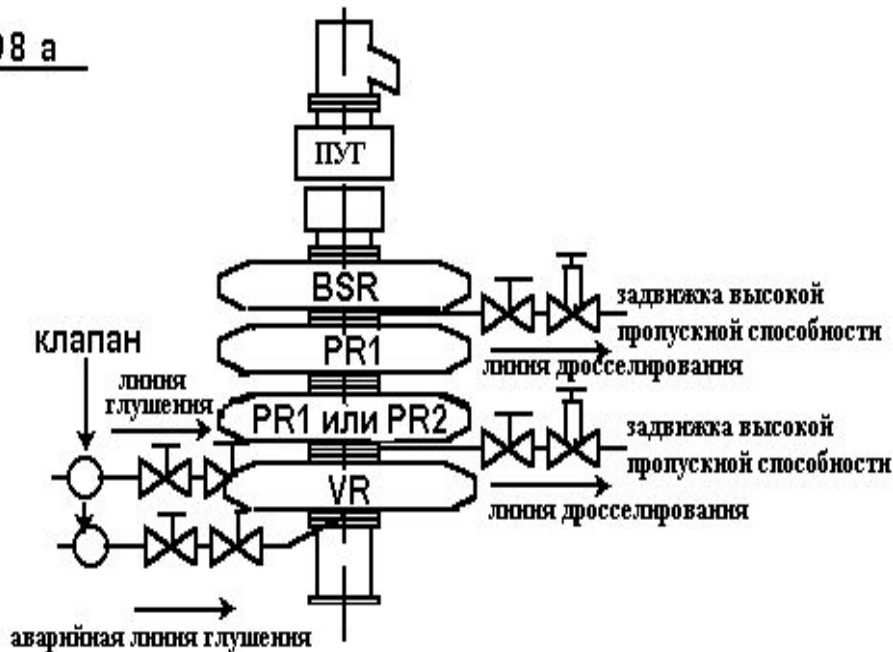 98 а
ПУГ
BSR
задвижка высокой
пропускной способности
клапан
PR1
линия дросселирования
линия
глушения
PR1 или PR2
задвижка высокой
пропускной способности
VR
линия дросселирования
аварийная линия глушения